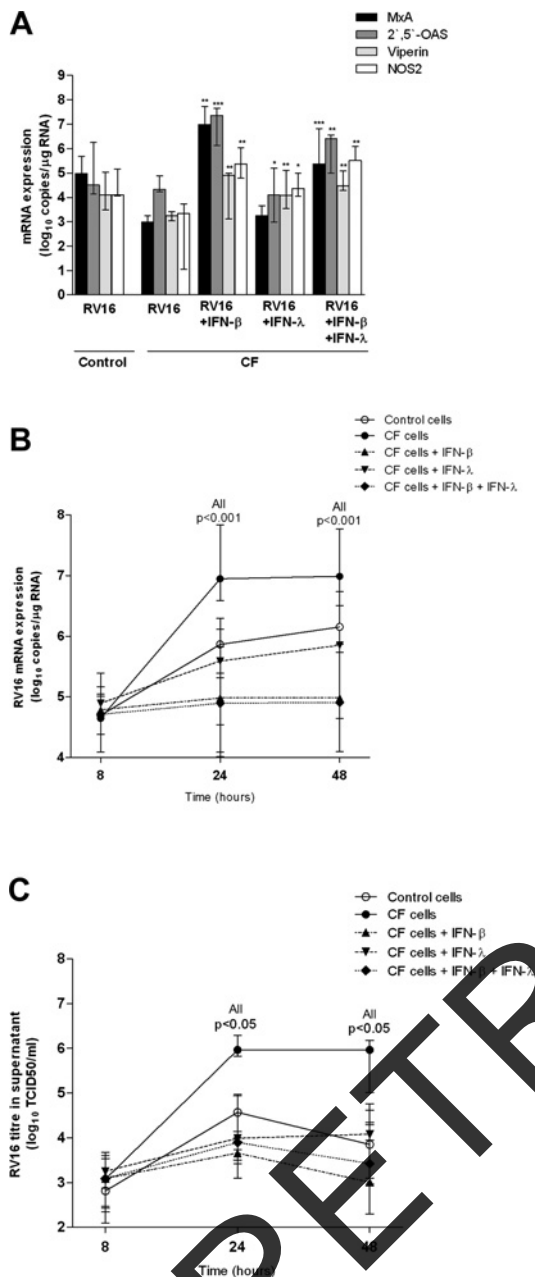 A
MxA
2`,5`-OAS
Viperin
NOS2
mRNA expression
(log10 copies/µg RNA)
9
8
7
6
5
4
3
2
1
0
** *** ** ** * ** * *** ** ** **
RV16 RV16 RV16 RV16 RV16
+IFN-β +IFN-λ +IFN-β
+IFN-λ
Control CF
B
Control cells
CF cells
CF cells + IFN-β
CF cells + IFN-λ
CF cells + IFN-β + IFN-λ
RV16 mRNA expression
(log10 copies/µg RNA)
8
7
6
5
4
All All
p<0.001 p<0.001
8 24 48
Time (hours)
C
Control cells
CF cells
CF cells + IFN-β
CF cells + IFN-λ
CF cells + IFN-β + IFN-λ
RV16 titre in supernatant
(log10 TCID50/ml)
8
7
6
5
4
3
2
All All
p<0.05 p<0.05
8 24 48
Time (hours)
PETR